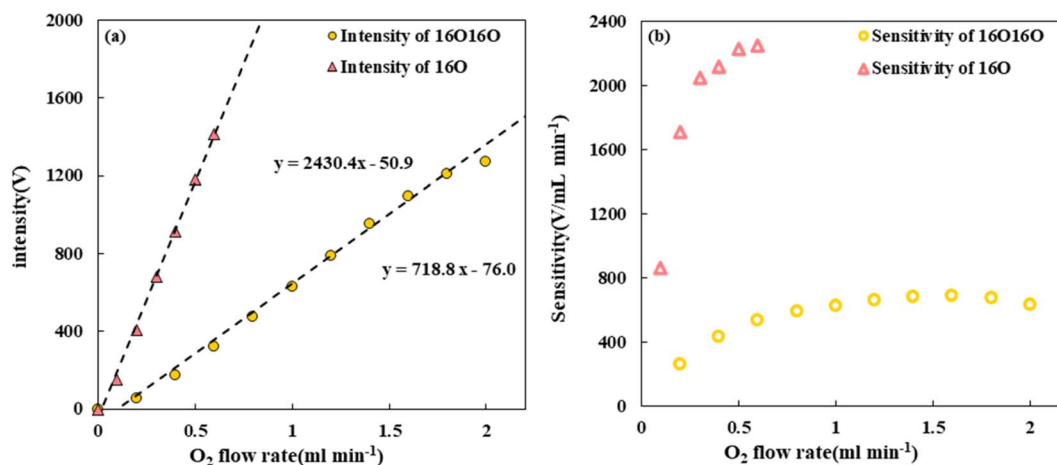 (a)
Intensity of 16O16O
Intensity of 16O
2000
1600
1200
800
400
0
intensity(V)
y = 2430.4x - 50.9
y = 718.8x - 76.0
0 0.5 1 1.5 2
O₂ flow rate(ml min⁻¹)
(b)
Sensitivity of 16O16O
Sensitivity of 16O
2400
2000
1600
1200
800
400
0
Sensitivity(V/mL min⁻¹)
0 0.5 1 1.5 2
O₂ flow rate(ml min⁻¹)